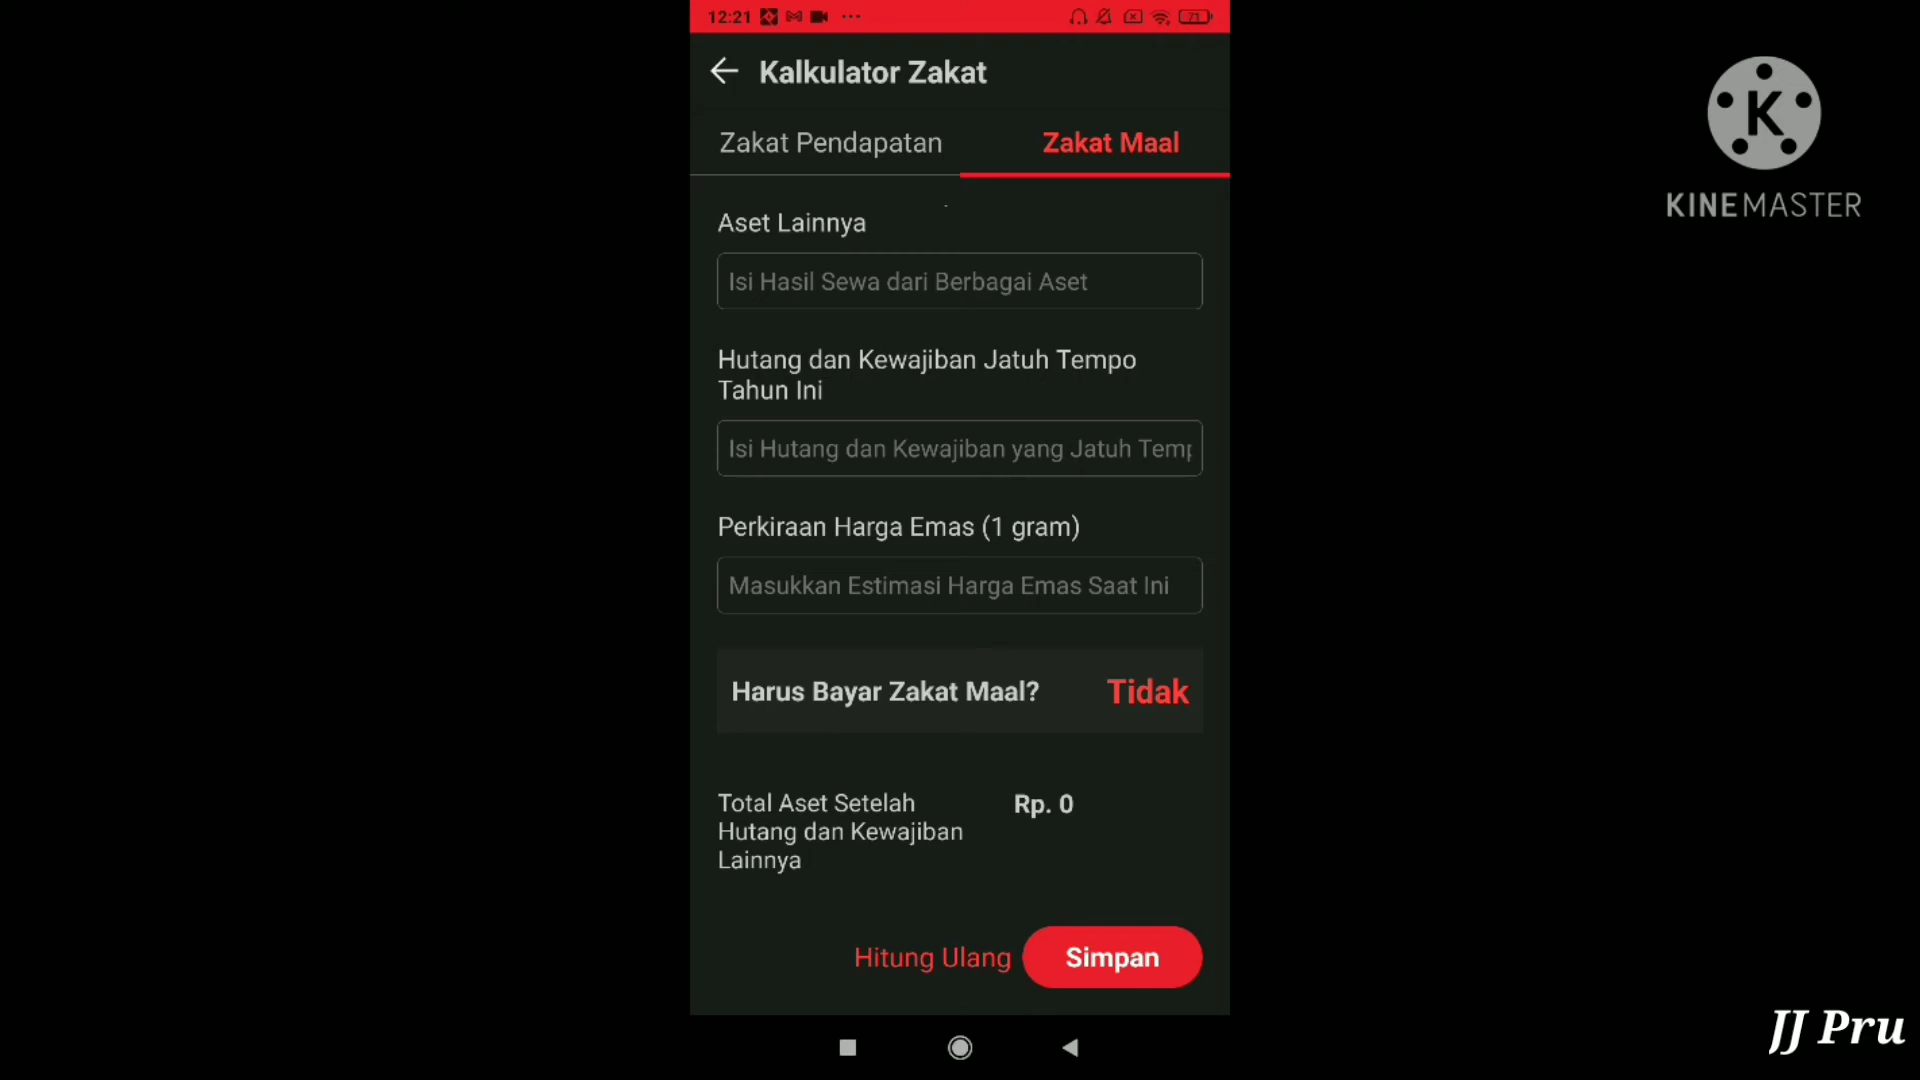 12:21
71
Kalkulator Zakat
Zakat Pendapatan
Zakat Maal
Aset Lainnya
Isi Hasil Sewa dari Berbagai Aset
Hutang dan Kewajiban Jatuh Tempo
Tahun Ini
Isi Hutang dan Kewajiban yang Jatuh Temp
Perkiraan Harga Emas (1 gram)
Masukkan Estimasi Harga Emas Saat Ini
Harus Bayar Zakat Maal? Tidak
Total Aset Setelah
Hutang dan Kewajiban
Lainnya
Rp. 0
Hitung Ulang
Simpan
K
KINEMASTER
JJ Pru